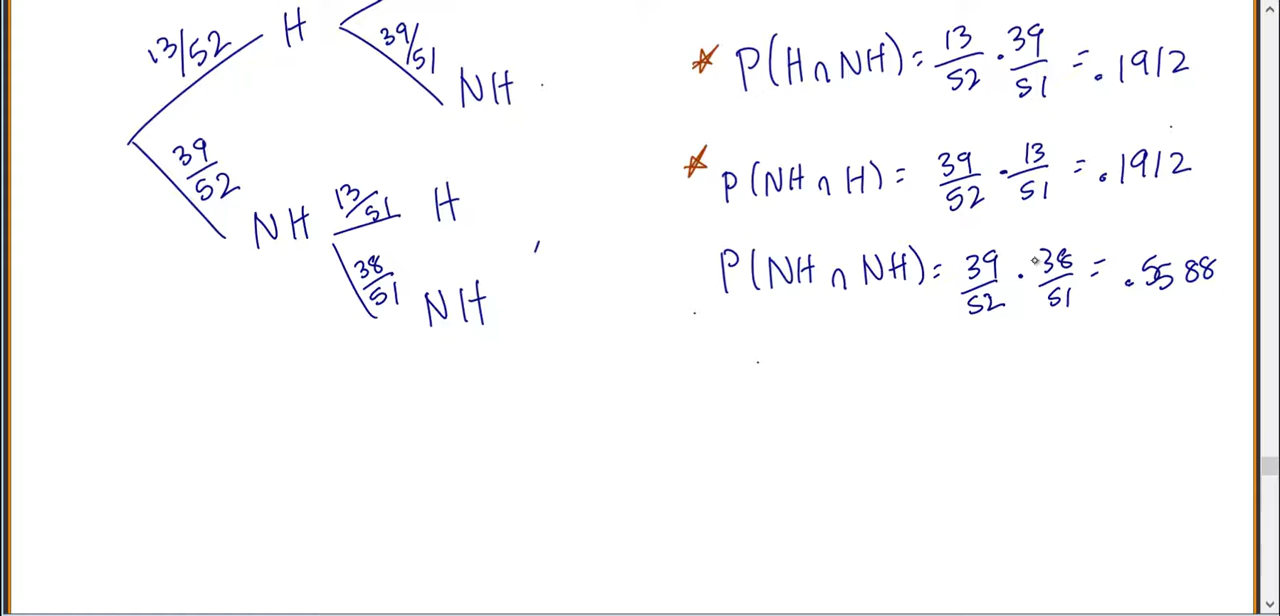 13/52 H 39/51 NH
39/52 NH 13/51 H
38/51 NH
P(H∩NH) = 13/52 · 39/51 = .1912
P(NH∩H) = 39/52 · 13/51 = .1912
P(NH∩NH) = 39/52 · 38/51 = .5588